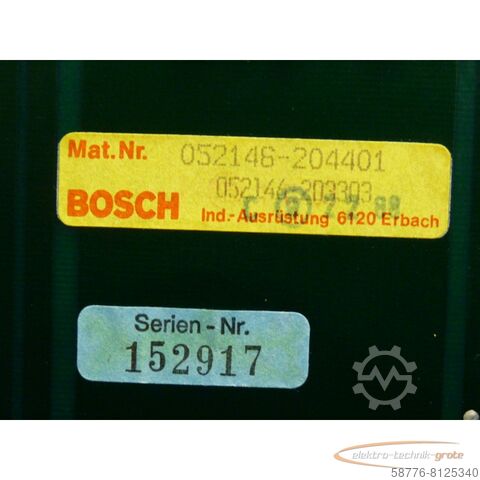 Mat.Nr. 052146-204401
052146-203303
BOSCH
Ind.-Ausrüstung 6120 Erbach
Serien-Nr.
152917
elektro-technik-grote
58776-8125340